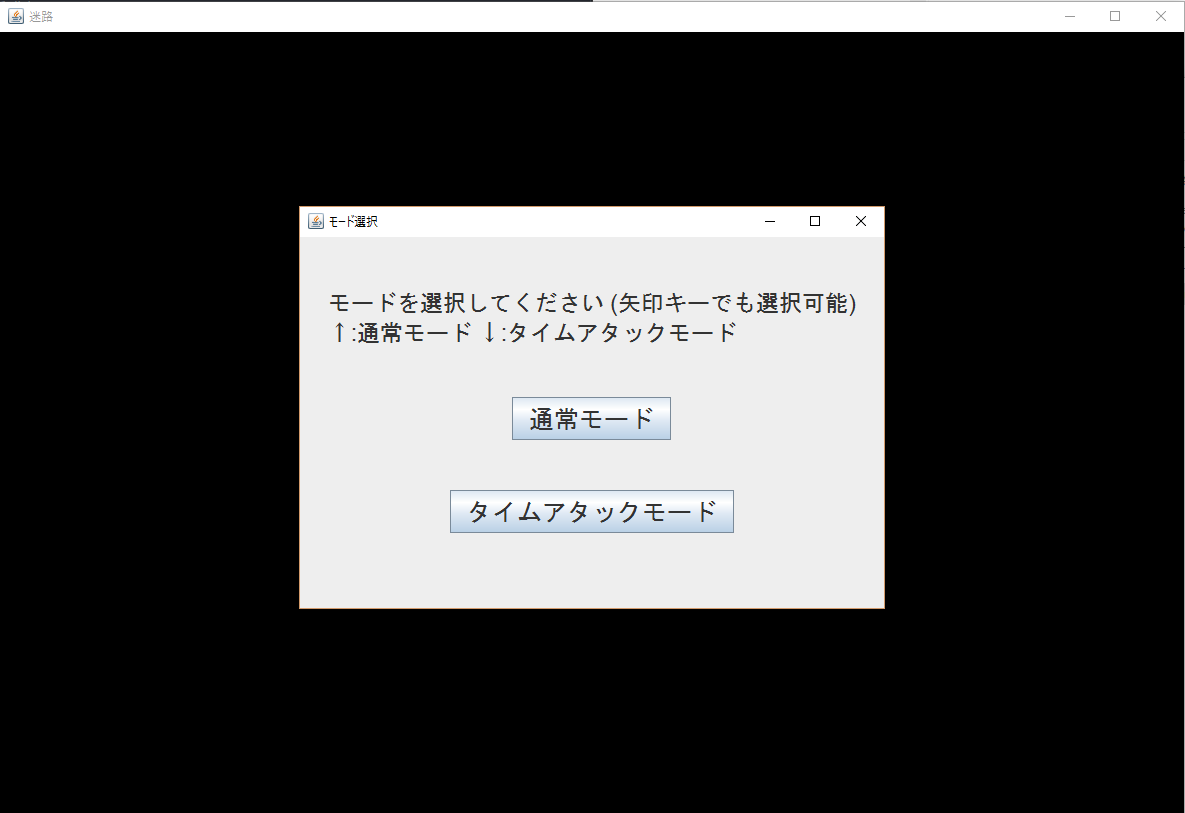 迷路
モード選択
モードを選択してください (矢印キーでも選択可能)
↑:通常モード ↓:タイムアタックモード
通常モード
タイムアタックモード